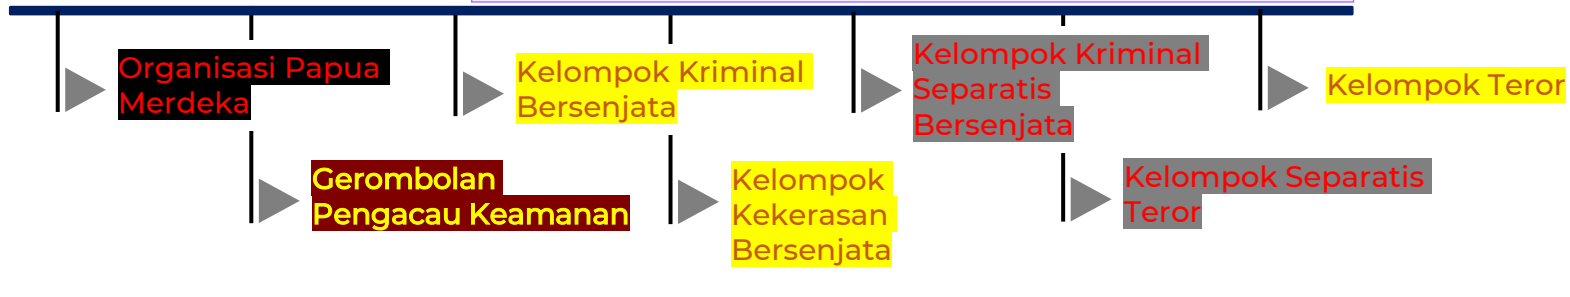 Organisasi Papua
Merdeka
Gerombolan
Pengacau Keamanan
Kelompok Kriminal
Bersenjata
Kelompok
Kekerasan
Bersenjata
Kelompok Kriminal
Separatis
Bersenjata
Kelompok Separatis
Teror
Kelompok Teror